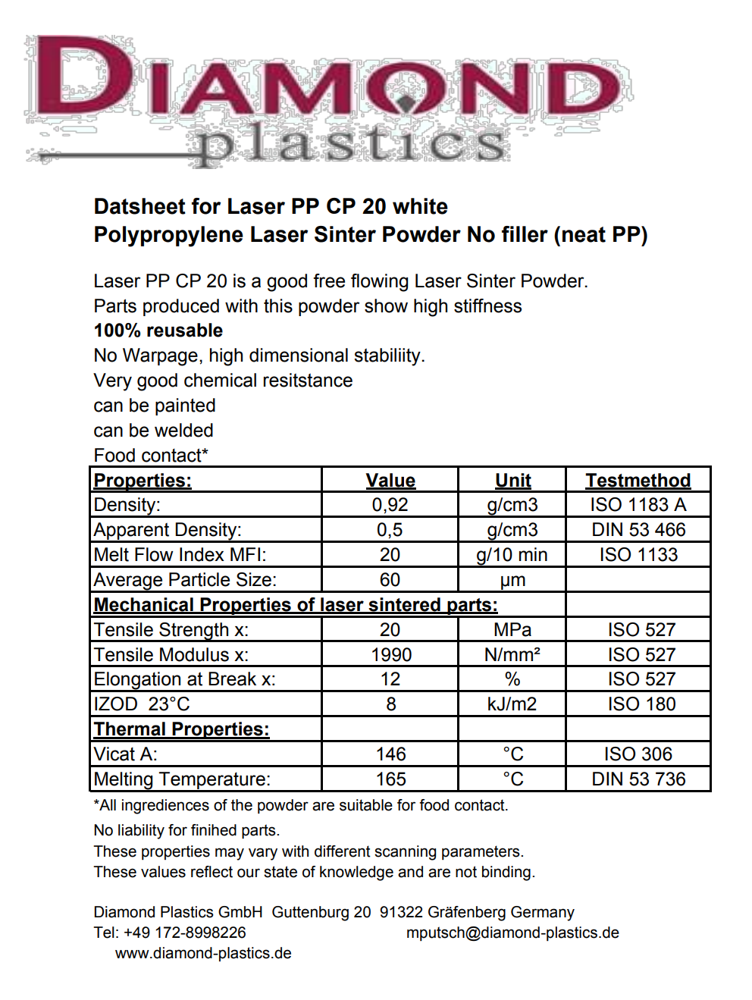 DIAMOND
plastics
Datsheet for Laser PP CP 20 white
Polypropylene Laser Sinter Powder No filler (neat PP)
Laser PP CP 20 is a good free flowing Laser Sinter Powder.
Parts produced with this powder show high stiffness
100% reusable
No Warpage, high dimensional stabiliity.
Very good chemical resitstance
can be painted
can be welded
Food contact*
Properties: Value Unit Testmethod
Density: 0,92 g/cm3 ISO 1183 A
Apparent Density: 0,5 g/cm3 DIN 53 466
Melt Flow Index MFI: 20 g/10 min ISO 1133
Average Particle Size: 60 µm
Mechanical Properties of laser sintered parts:
Tensile Strength x: 20 MPa ISO 527
Tensile Modulus x: 1990 N/mm² ISO 527
Elongation at Break x: 12 % ISO 527
IZOD 23°C 8 kJ/m2 ISO 180
Thermal Properties:
Vicat A: 146 °C ISO 306
Melting Temperature: 165 °C DIN 53 736
*All ingrediences of the powder are suitable for food contact.
No liability for finihed parts.
These properties may vary with different scanning parameters.
These values reflect our state of knowledge and are not binding.
Diamond Plastics GmbH Guttenburg 20 91322 Gräfenberg Germany
Tel: +49 172-8998226 mputsch@diamond-plastics.de
www.diamond-plastics.de